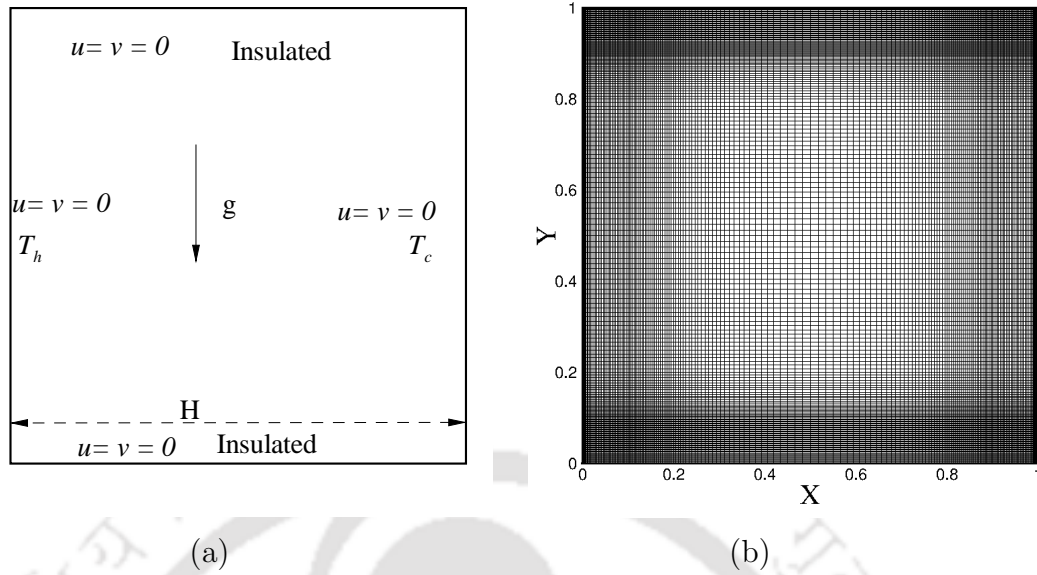 u= v = 0
Insulated
u= v = 0
g
u= v = 0
T_h
T_c
H
u= v = 0
Insulated
1
0.8
0.6
0.4
0.2
0
Y
0
0.2
0.4
0.6
0.8
1
X
(a)
(b)